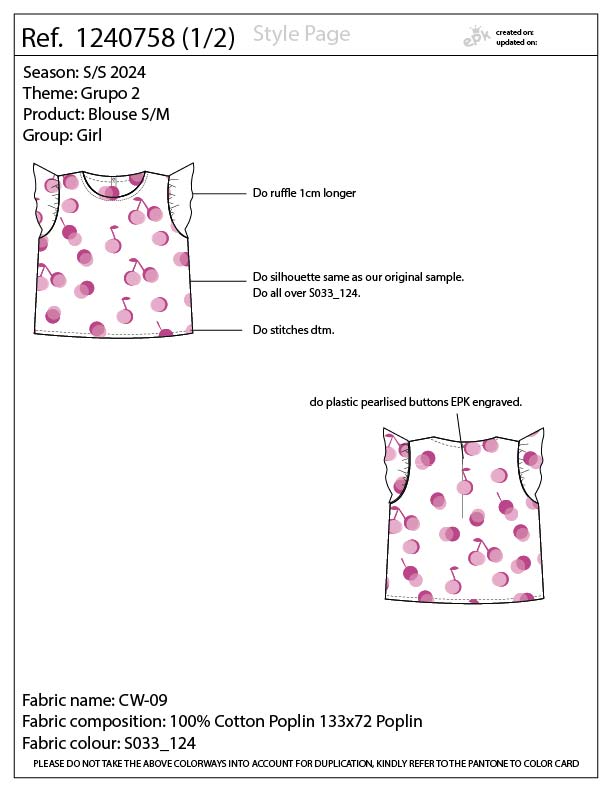 Ref. 1240758 (1/2)
Style Page
epk
created on:
updated on:
Season: S/S 2024
Theme: Grupo 2
Product: Blouse S/M
Group: Girl
Do ruffle 1cm longer
Do silhouette same as our original sample.
Do all over S033_124.
Do stitches dtm.
do plastic pearlised buttons EPK engraved.
Fabric name: CW-09
Fabric composition: 100% Cotton Poplin 133x72 Poplin
Fabric colour: S033_124
PLEASE DO NOT TAKE THE ABOVE COLORWAYS INTO ACCOUNT FOR DUPLICATION, KINDLY REFER TO THE PANTONE TO COLOR CARD